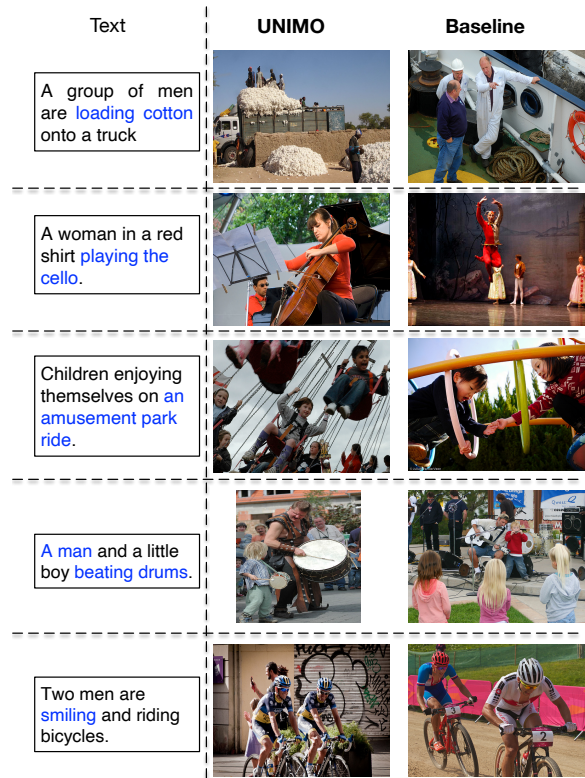 Text
UNIMO
Baseline
A group of men
are loading cotton
onto a truck
A woman in a red
shirt playing the
cello.
Children enjoying
themselves on an
amusement park
ride.
A man and a little
boy beating drums.
Two men are
smiling and riding
bicycles.
3
2